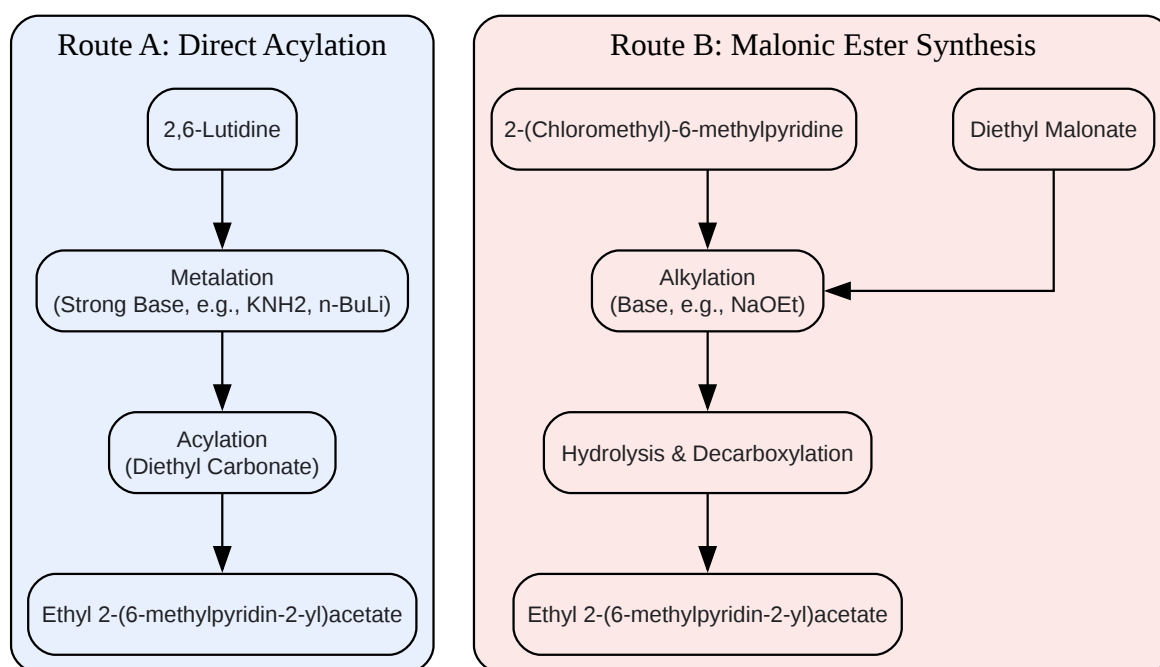 Route A: Direct Acylation
2,6-Lutidine
Metalation
(Strong Base, e.g., KNH2, n-BuLi)
Acylation
(Diethyl Carbonate)
Ethyl 2-(6-methylpyridin-2-yl)acetate
Route B: Malonic Ester Synthesis
2-(Chloromethyl)-6-methylpyridine
Diethyl Malonate
Alkylation
(Base, e.g., NaOEt)
Hydrolysis & Decarboxylation
Ethyl 2-(6-methylpyridin-2-yl)acetate